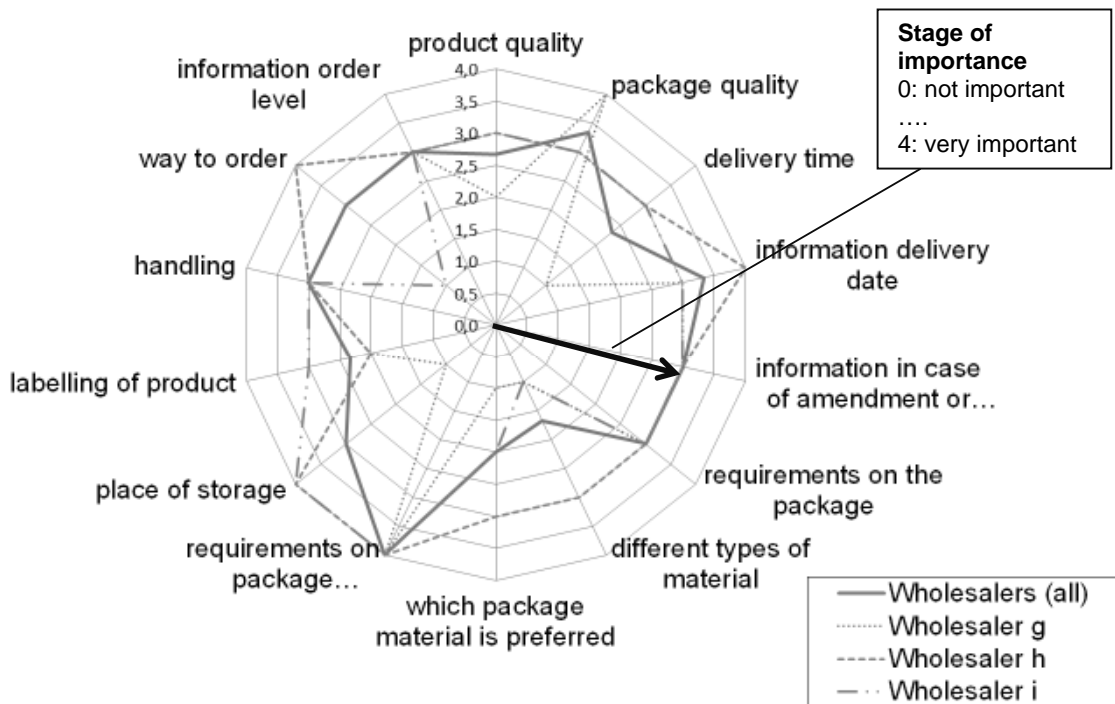 product quality
package quality
delivery time
information delivery
date
information in case
of amendment or…
requirements on the
package
different types of
material
which package
material is preferred
requirements on
package…
place of storage
labelling of product
handling
way to order
information order
level
4,0
3,5
3,0
2,5
2,0
1,5
1,0
0,5
0,0
Stage of
importance
0: not important
….
4: very important
Wholesalers (all)
Wholesaler g
Wholesaler h
Wholesaler i